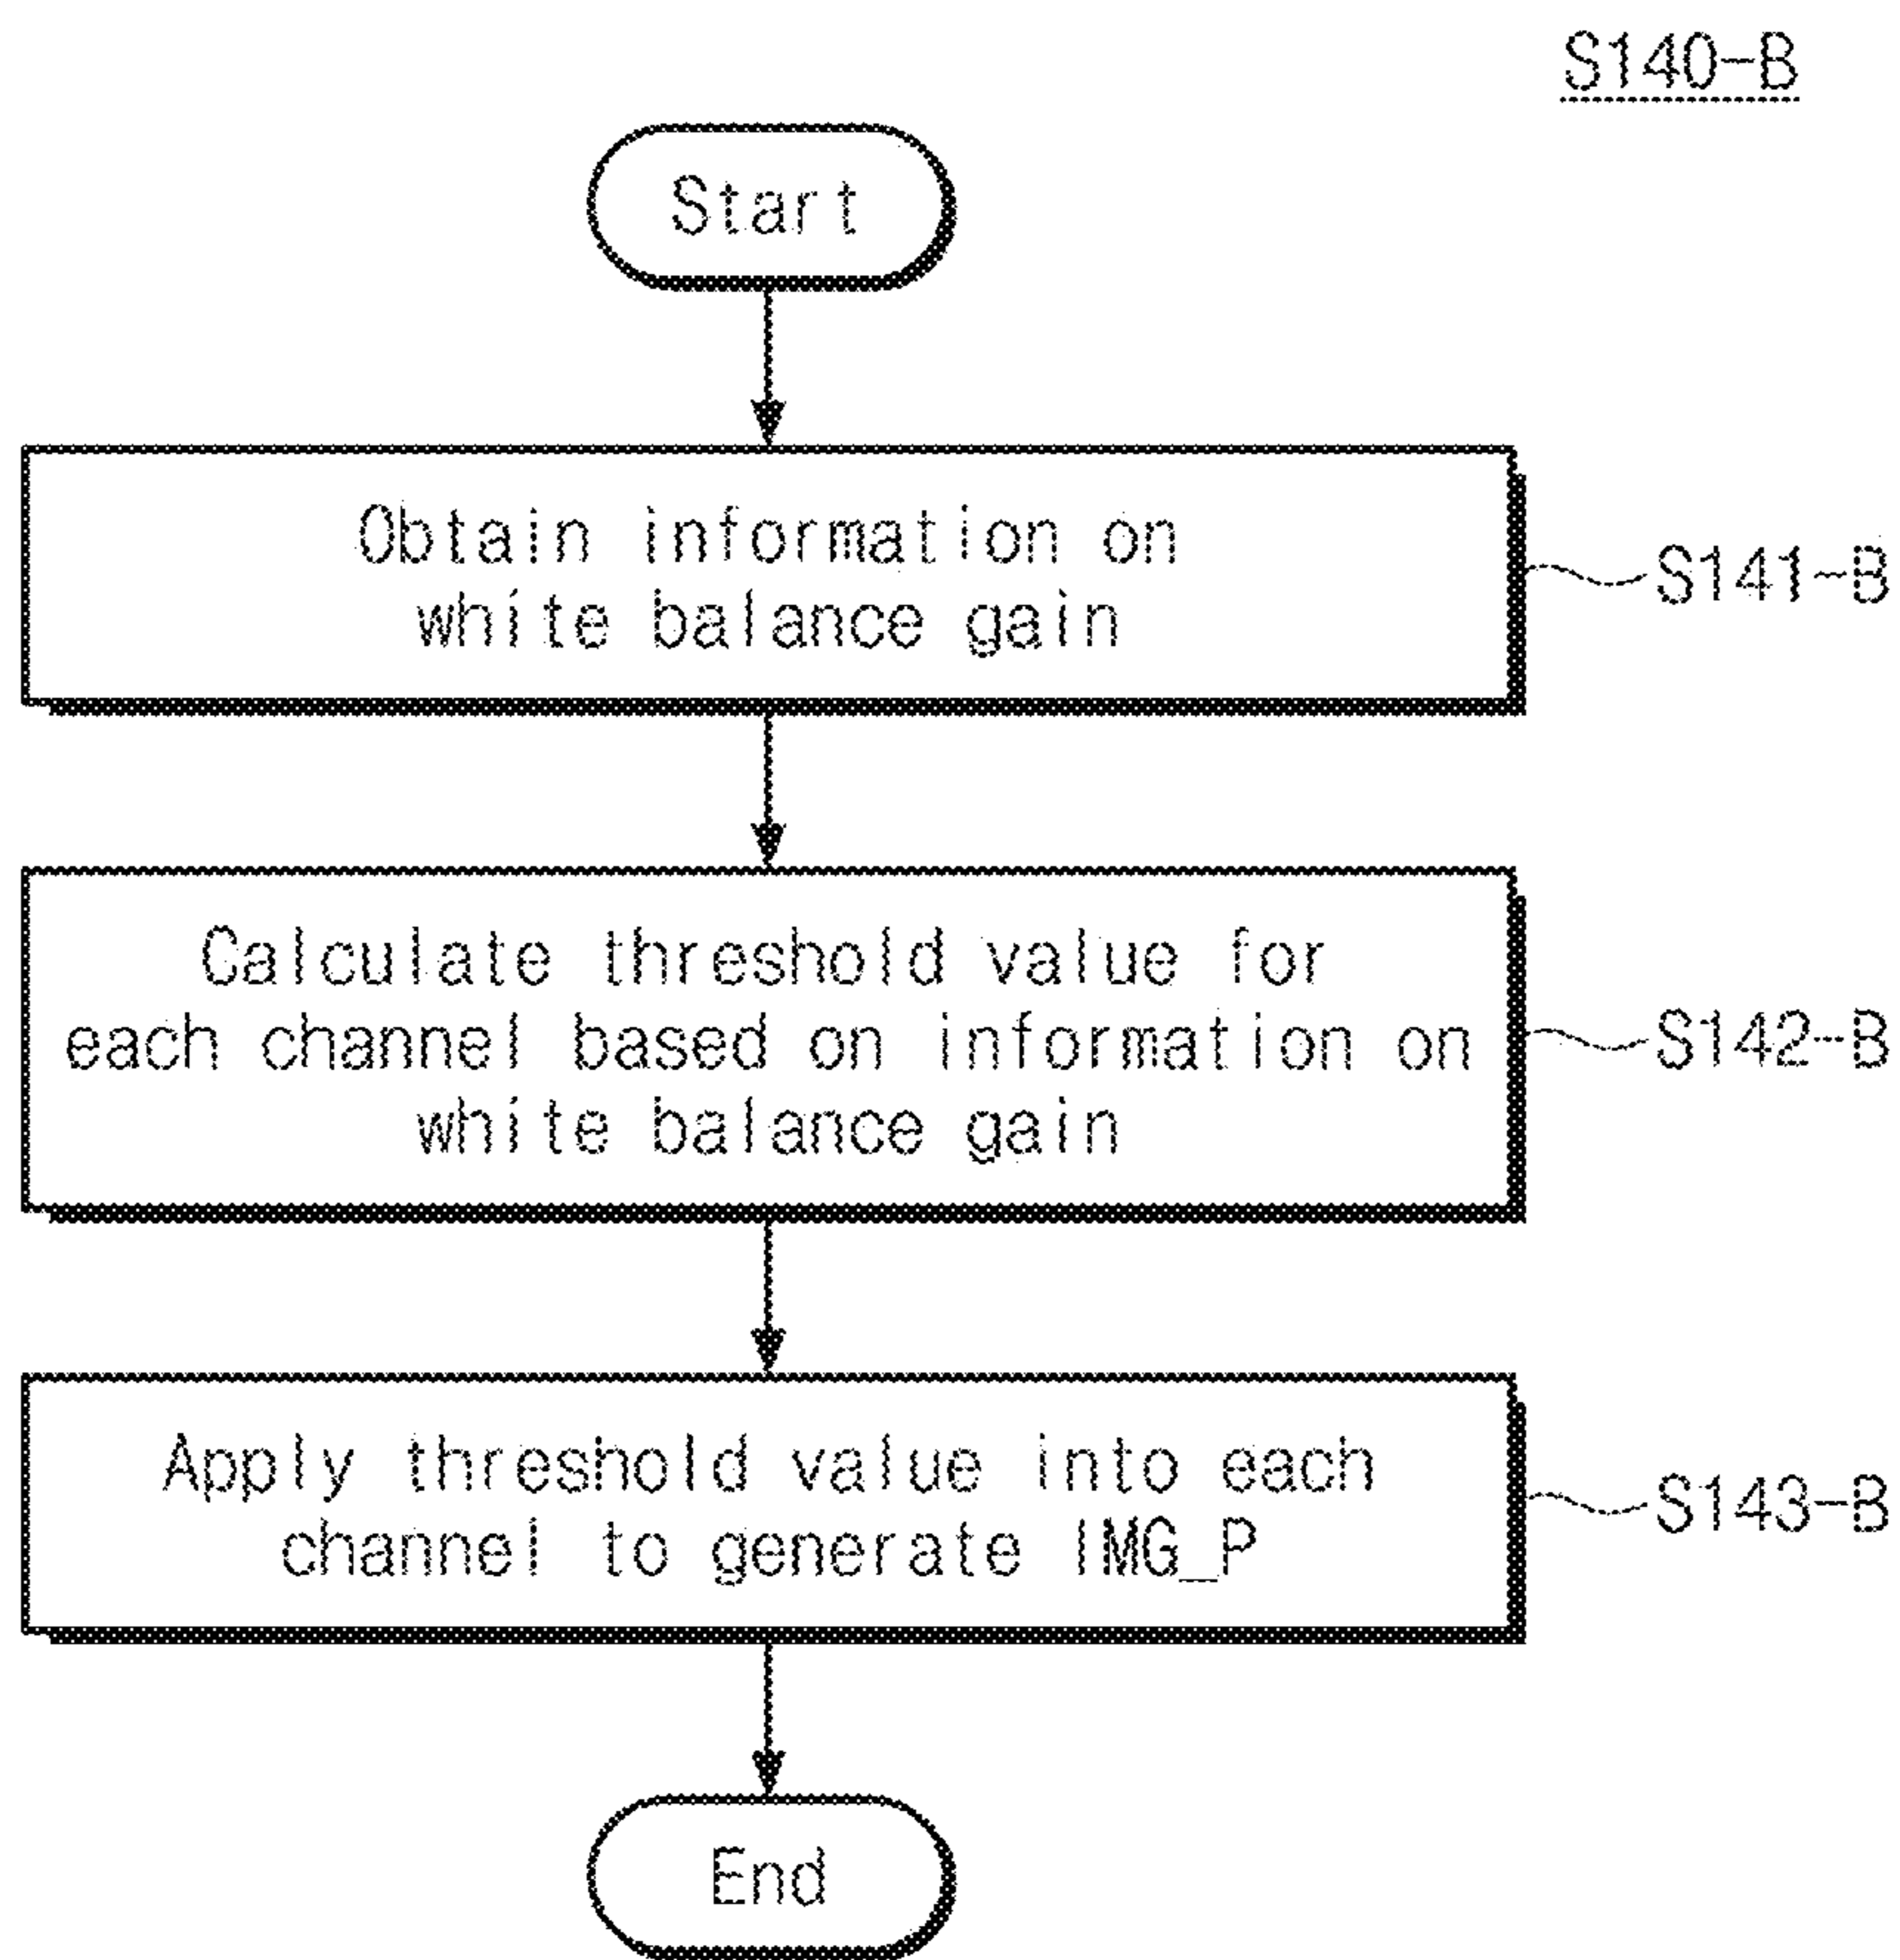 S140-B
Start
Obtain information on
white balance gain
S141-B
Calculate threshold value for
each channel based on information on
white balance gain
S142-B
Apply threshold value into each
channel to generate IMG_P
S143-B
End